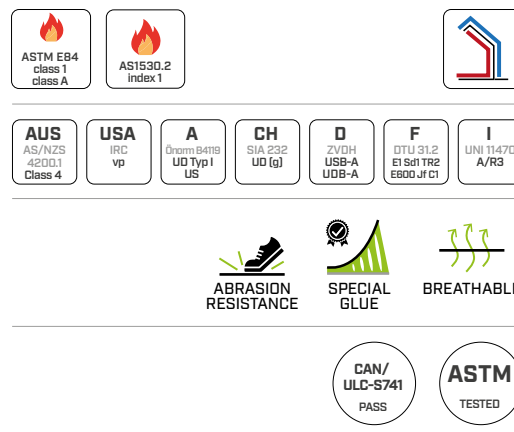 ASTM E84
class 1
class A
AS1530.2
index 1
AUS
AS/NZS
4200.1
Class 4
USA
IRC
vp
A
Önorm B4119
UD Typ I
US
CH
SIA 232
UD (g)
D
ZVDH
USB-A
UDB-A
F
DTU 31.2
E1 Sd1 TR2
E600 Jf C1
I
UNI 11470
A/R3
ABRASION
RESISTANCE
SPECIAL
GLUE
BREATHABLE
CAN/
ULC-S741
PASS
ASTM
TESTED